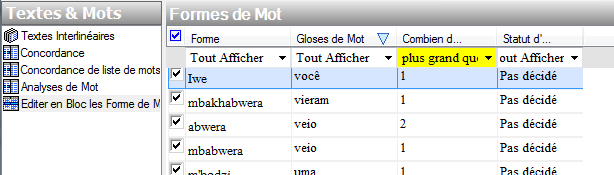 Textes & Mots
Formes de Mot
Textes Interlinéaires
Concordance
Concordance de liste de mots
Analyses de Mot
Editer en Bloc les Forme de M
Forme Gloses de Mot Combien d... Statut d'...
Tout Afficher Tout Afficher plus grand que out Afficher
Iwe você 1 Pas décidé
mbakhabwera vieram 1 Pas décidé
abwera veio 2 Pas décidé
mbabwera veio 1 Pas décidé
m'bodzi uma 1 Pas décidé